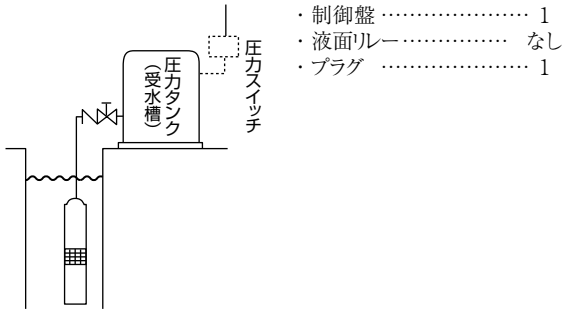 ・制御盤 ………………… 1
・液面リレー…………… なし
・プラグ ………………… 1
圧力スイッチ
圧力タンク
（受水槽）